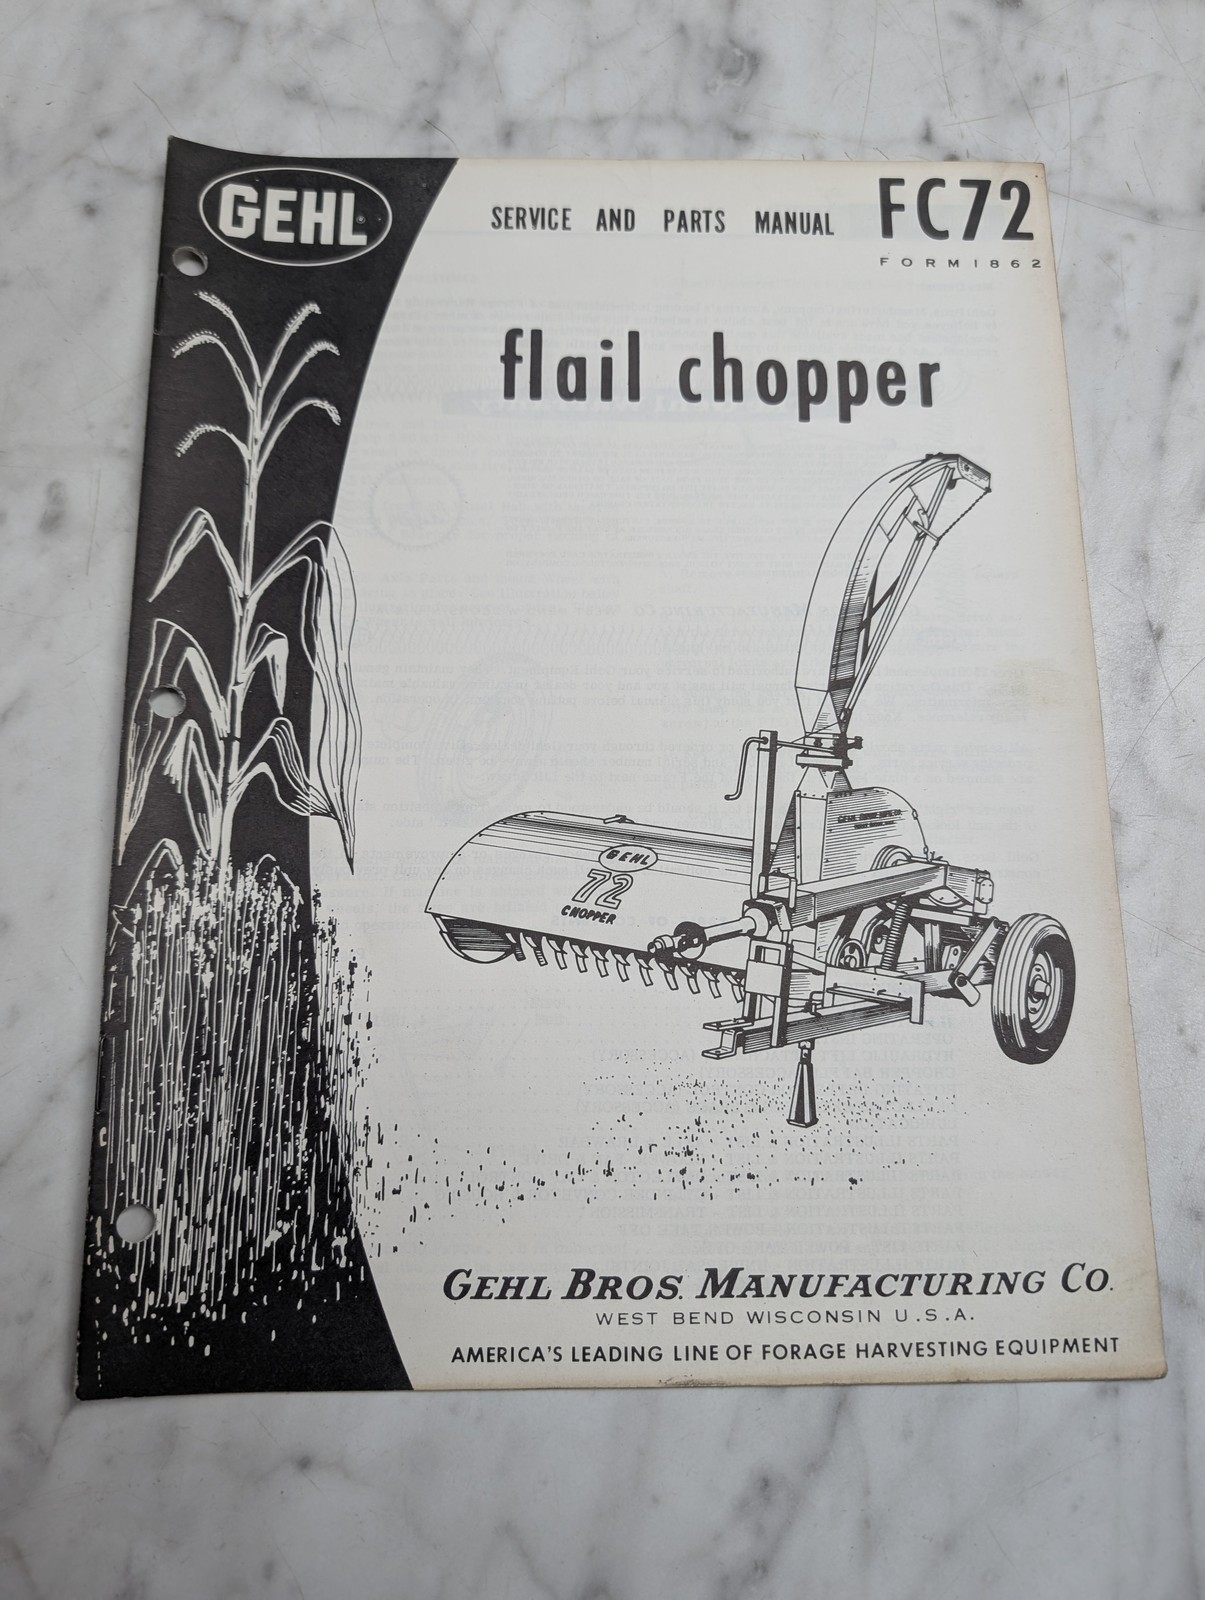 GEHL
SERVICE AND PARTS MANUAL
FC72
FORM 1862
flail chopper
GEHL
72
CHOPPER
GEHL BROS. MANUFACTURING CO.
WEST BEND WISCONSIN U.S.A.
AMERICA'S LEADING LINE OF FORAGE HARVESTING EQUIPMENT